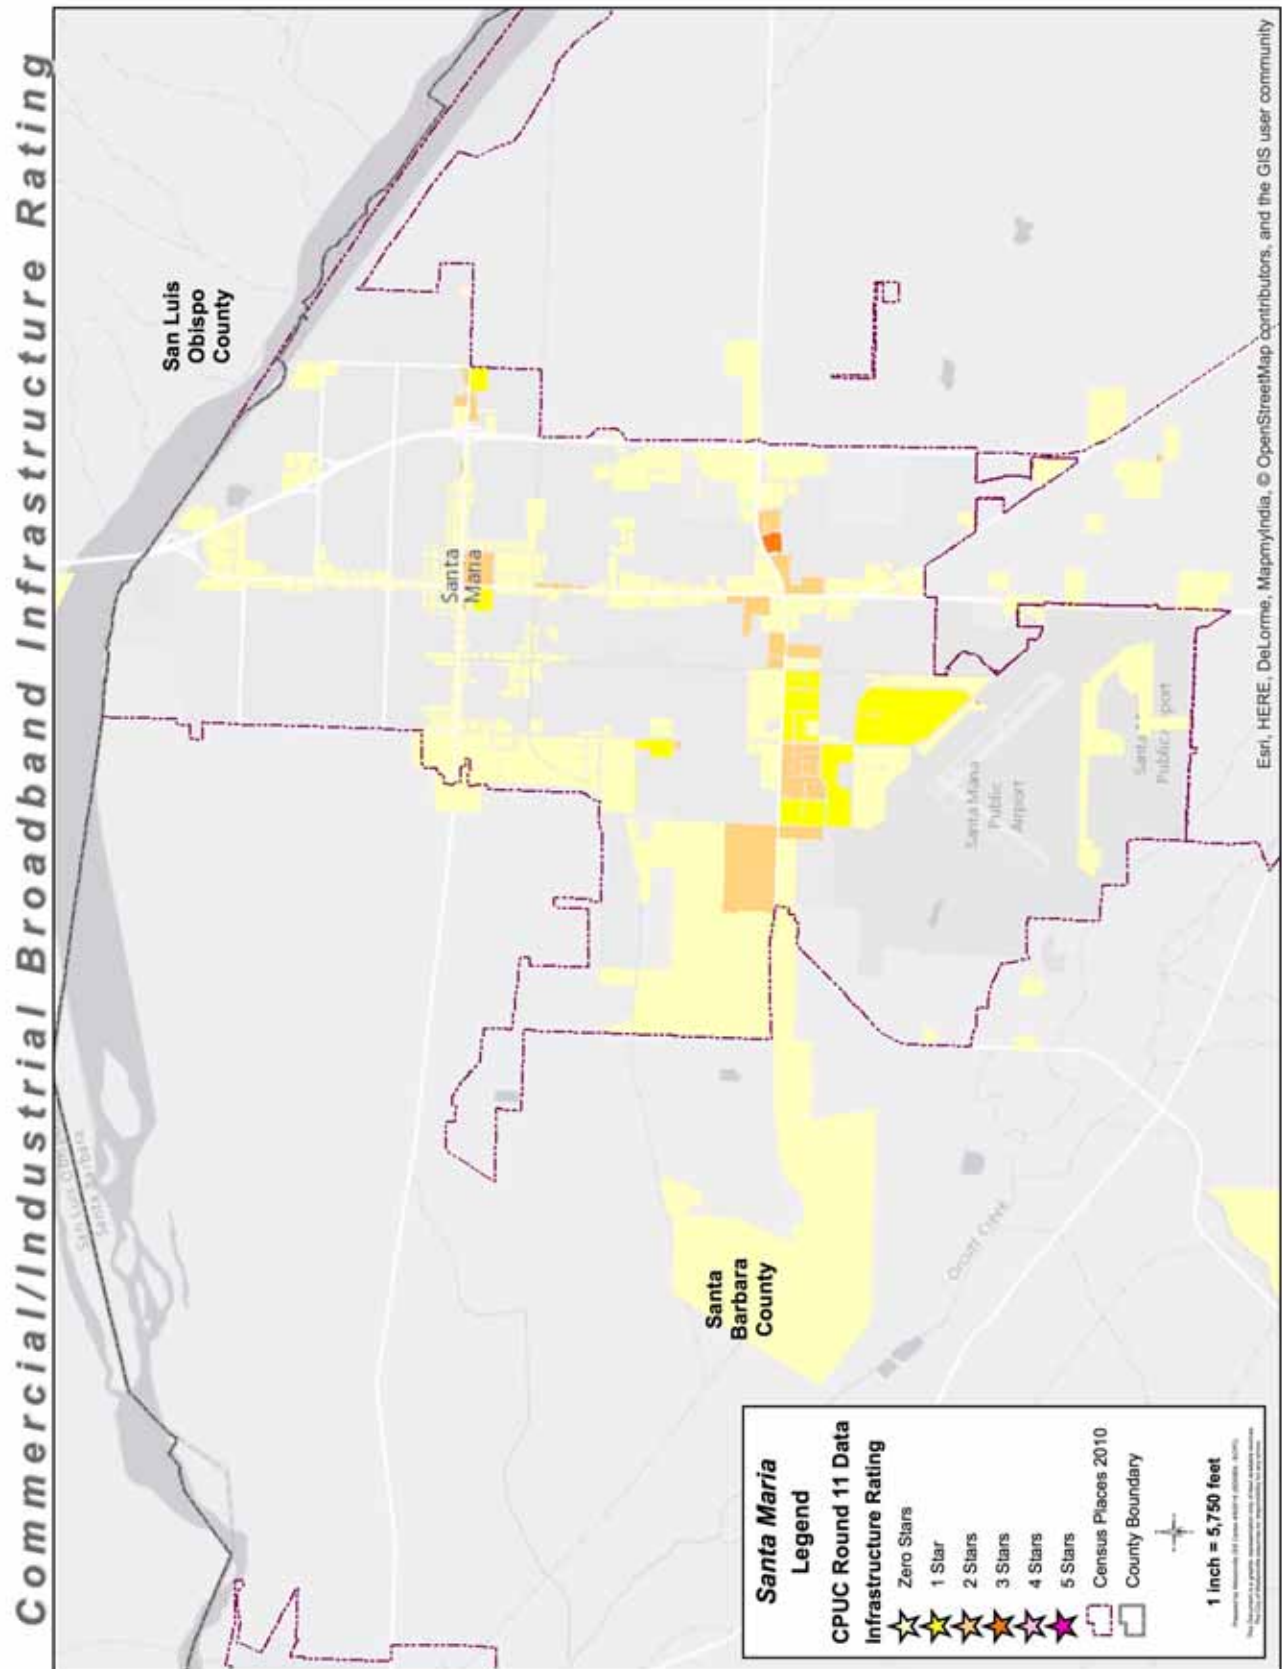 Commercial/Industrial Broadband Infrastructure Rating
San Luis
Obispo
County
Santa
Maria
Santa Maria
Public
Airport
Santa
Public
port
Santa
Barbara
County
Orcutt Creek
Santa Maria
Legend
CPUC Round 11 Data
Infrastructure Rating
Zero Stars
1 Star
2 Stars
3 Stars
4 Stars
5 Stars
Census Places 2010
County Boundary
1 inch = 5,750 feet
Esri, HERE, DeLorme, MapmyIndia, © OpenStreetMap contributors, and the GIS user community